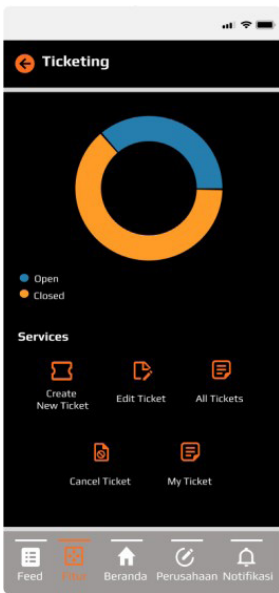 Ticketing
Open
Closed
Services
Create
New Ticket
Edit Ticket
All Tickets
Cancel Ticket
My Ticket
Feed
Fitur
Beranda
Perusahaan
Notifikasi